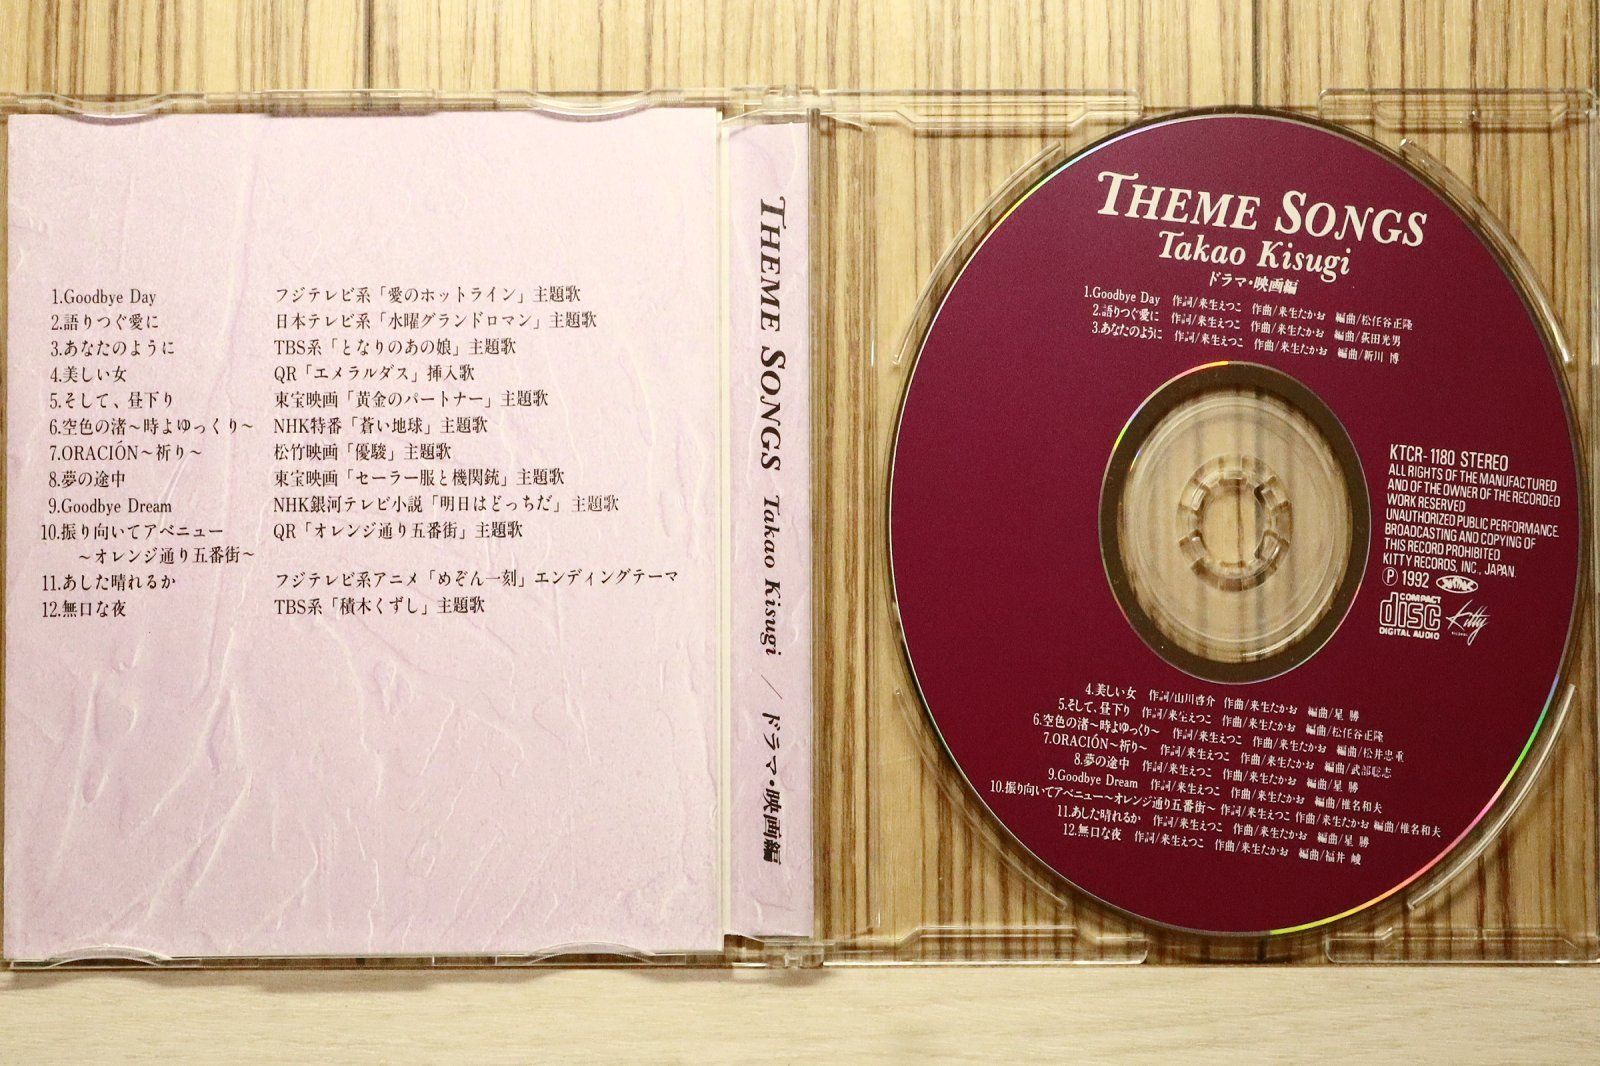 1.Goodbye Day フジテレビ系「愛のホットライン」主題歌
2.語りつぐ愛に 日本テレビ系「水曜グランドロマン」主題歌
3.あなたのように TBS系「となりのあの娘」主題歌
4.美しい女 QR「エメラルダス」挿入歌
5.そして、昼下り 東宝映画「黄金のパートナー」主題歌
6.空色の渚〜時よゆっくり〜 NHK特番「蒼い地球」主題歌
7.ORACIÓN〜祈り〜 松竹映画「優駿」主題歌
8.夢の途中 東宝映画「セーラー服と機関銃」主題歌
9.Goodbye Dream NHK銀河テレビ小説「明日はどっちだ」主題歌
10.振り向いてアベニュー QR「オレンジ通り五番街」主題歌
〜オレンジ通り五番街〜
11.あした晴れるか フジテレビ系アニメ「めぞん一刻」エンディングテーマ
12.無口な夜 TBS系「積木くずし」主題歌
THEME SONGS Takao Kisugi / ドラマ・映画編
THEME SONGS
Takao Kisugi
ドラマ・映画編
1.Goodbye Day 作詞/来生えつこ 作曲/来生たかお 編曲/松任谷正隆
2.語りつぐ愛に 作詞/来生えつこ 作曲/来生たかお 編曲/荻田光男
3.あなたのように 作詞/来生えつこ 作曲/来生たかお 編曲/新川 博
KTCR-1180 STEREO
ALL RIGHTS OF THE MANUFACTURED
AND OF THE OWNER OF THE RECORDED
WORK RESERVED
UNAUTHORIZED PUBLIC PERFORMANCE.
BROADCASTING AND COPYING OF
THIS RECORD PROHIBITED
KITTY RECORDS, INC., JAPAN.
Ⓟ 1992
COMPACT
disc
DIGITAL AUDIO
Kitty
RECORDS
4.美しい女 作詞/山川啓介 作曲/来生たかお 編曲/星 勝
5.そして、昼下り 作詞/来生えつこ 作曲/来生たかお 編曲/松任谷正隆
6.空色の渚〜時よゆっくり〜 作詞/来生えつこ 作曲/来生たかお 編曲/松井忠重
7.ORACIÓN〜祈り〜 作詞/来生えつこ 作曲/来生たかお 編曲/武部聡志
8.夢の途中 作詞/来生えつこ 作曲/来生たかお 編曲/星 勝
9.Goodbye Dream 作詞/来生えつこ 作曲/来生たかお 編曲/椎名和夫
10.振り向いてアベニュー〜オレンジ通り五番街〜 作詞/来生えつこ 作曲/来生たかお 編曲/椎名和夫
11.あした晴れるか 作詞/来生えつこ 作曲/来生たかお 編曲/星 勝
12.無口な夜 作詞/来生えつこ 作曲/来生たかお 編曲/福井 峻